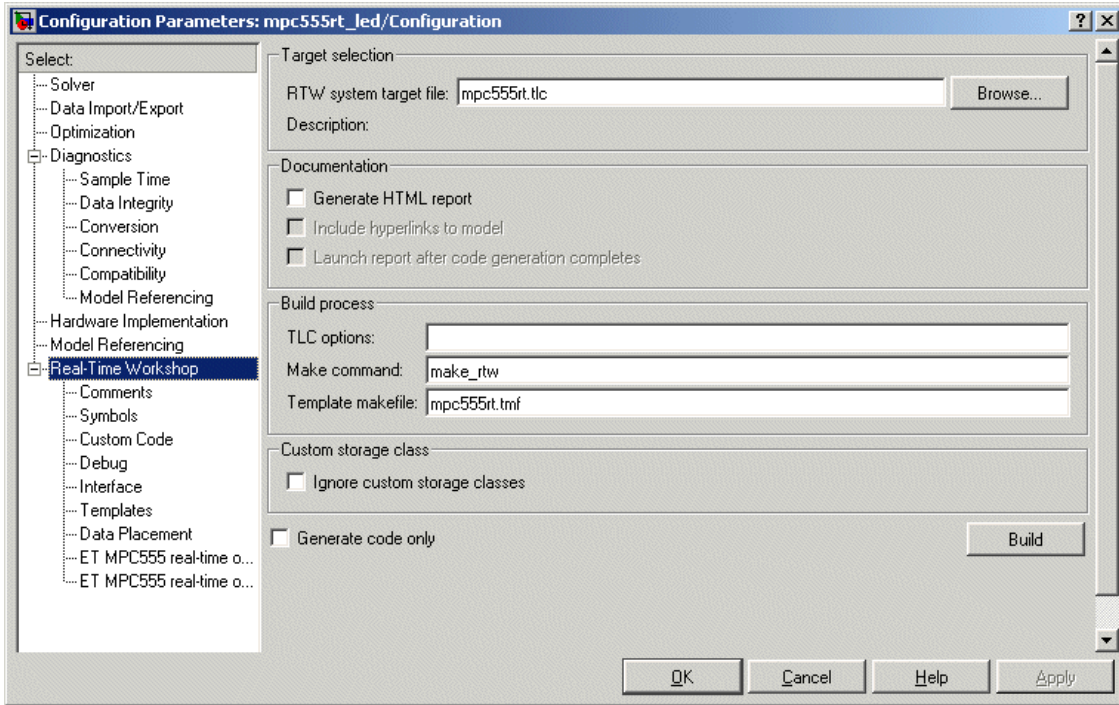 Configuration Parameters: mpc555rt_led/Configuration
Select:
Solver
Data Import/Export
Optimization
Diagnostics
Sample Time
Data Integrity
Conversion
Connectivity
Compatibility
Model Referencing
Hardware Implementation
Model Referencing
Real-Time Workshop
Comments
Symbols
Custom Code
Debug
Interface
Templates
Data Placement
ET MPC555 real-time o...
ET MPC555 real-time o...
Target selection
RTW system target file: mpc555rt.tlc Browse...
Description:
Documentation
Generate HTML report
Include hyperlinks to model
Launch report after code generation completes
Build process
TLC options:
Make command: make_rtw
Template makefile: mpc555rt.tmf
Custom storage class
Ignore custom storage classes
Generate code only Build
OK Cancel Help Apply